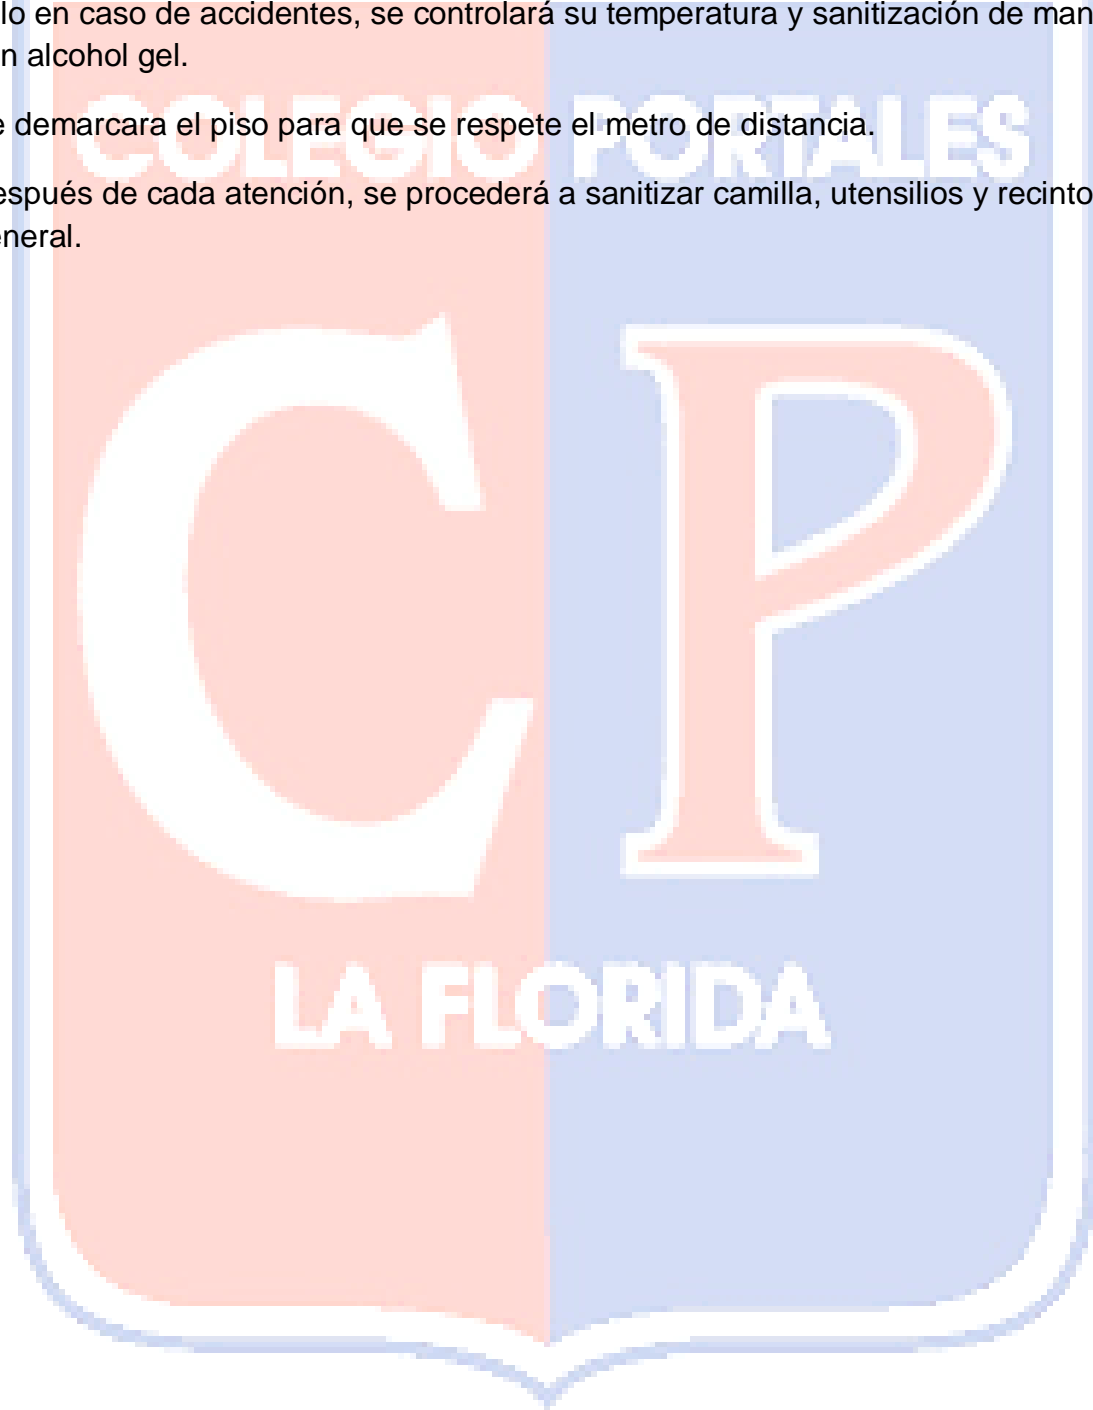 lo en caso de accidentes, se controlará su temperatura y sanitización de man
n alcohol gel.
COLEGIO PORTALES
e demarcara el piso para que se respete el metro de distancia.
espués de cada atención, se procederá a sanitizar camilla, utensilios y recinto
eneral.
CP
LA FLORIDA